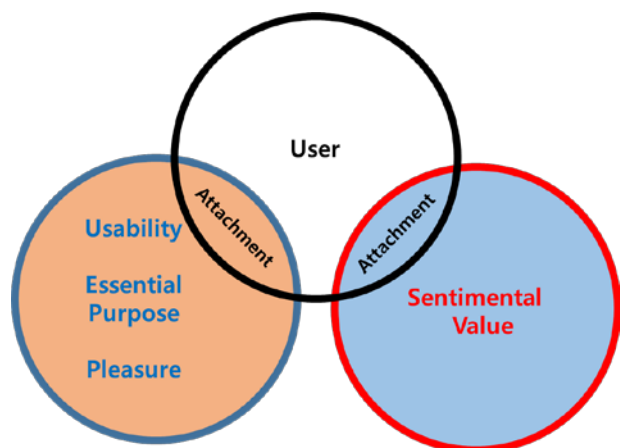 User
Attachment
Attachment
Usability
Essential
Purpose
Pleasure
Sentimental
Value